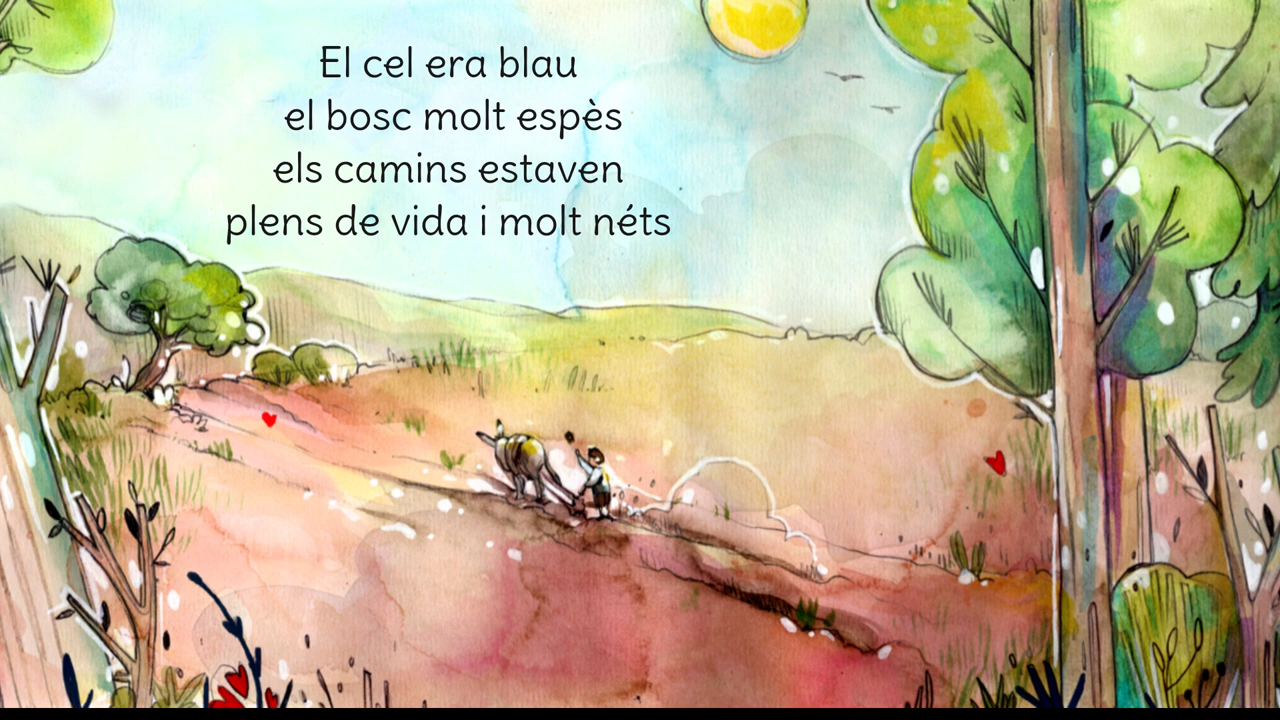 El cel era blau
el bosc molt espès
els camins estaven
plens de vida i molt néts